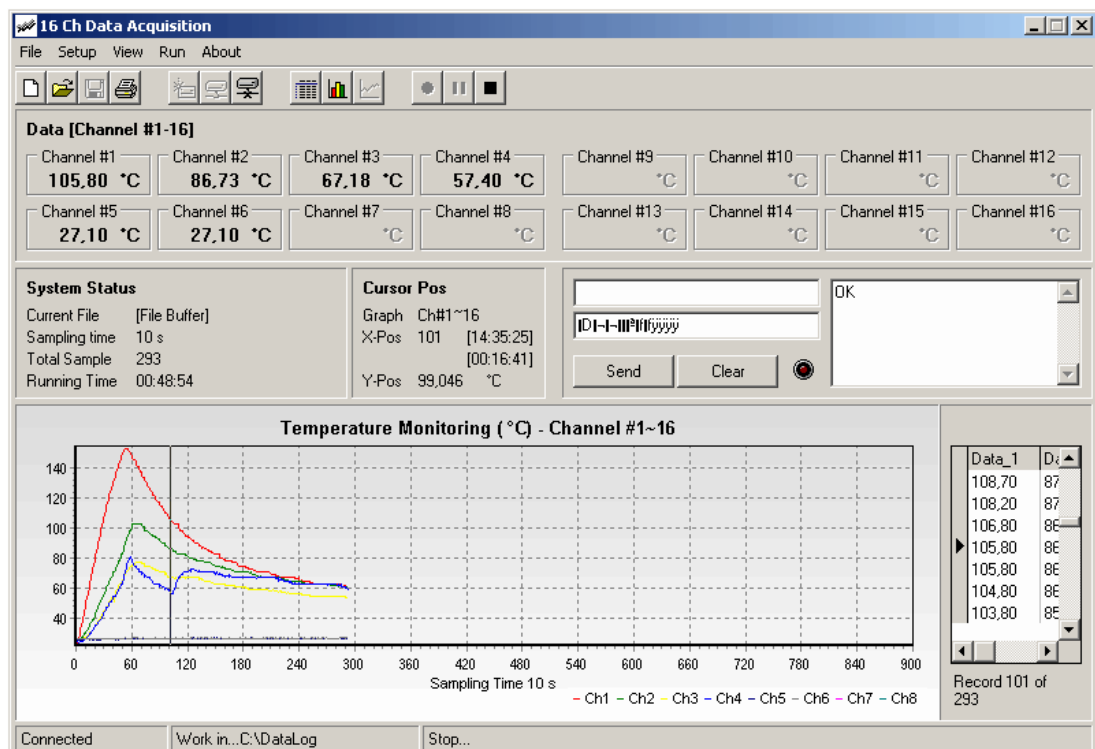 16 Ch Data Acquisition
File Setup View Run About
Data [Channel #1-16]
Channel #1 Channel #2 Channel #3 Channel #4 Channel #9 Channel #10 Channel #11 Channel #12
105,80 °C 86,73 °C 67,18 °C 57,40 °C °C °C °C °C
Channel #5 Channel #6 Channel #7 Channel #8 Channel #13 Channel #14 Channel #15 Channel #16
27,10 °C 27,10 °C °C °C °C °C °C °C
System Status
Current File [File Buffer]
Sampling time 10 s
Total Sample 293
Running Time 00:48:54
Cursor Pos
Graph Ch#1~16
X-Pos 101 [14:35:25]
[00:16:41]
Y-Pos 99,046 °C
OK
Send Clear
Temperature Monitoring (°C) - Channel #1~16
140
120
100
80
60
40
0 60 120 180 240 300 360 420 480 540 600 660 720 780 840 900
Sampling Time 10 s
Ch1 Ch2 Ch3 Ch4 Ch5 Ch6 Ch7 Ch8
Data_1
108,70 87
108,20 87
106,80 86
105,80 86
105,80 86
104,80 86
103,80 85
Record 101 of
293
Connected Work in...C:\DataLog Stop...